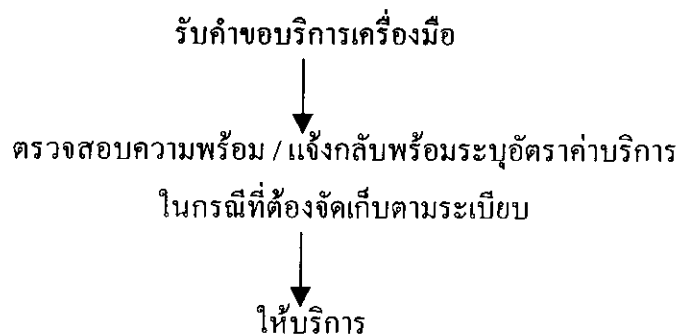 รับคำขอบริการเครื่องมือ
ตรวจสอบความพร้อม / แจ้งกลับพร้อมระบุอัตราค่าบริการ
ในกรณีที่ต้องจัดเก็บตามระเบียบ
ให้บริการ